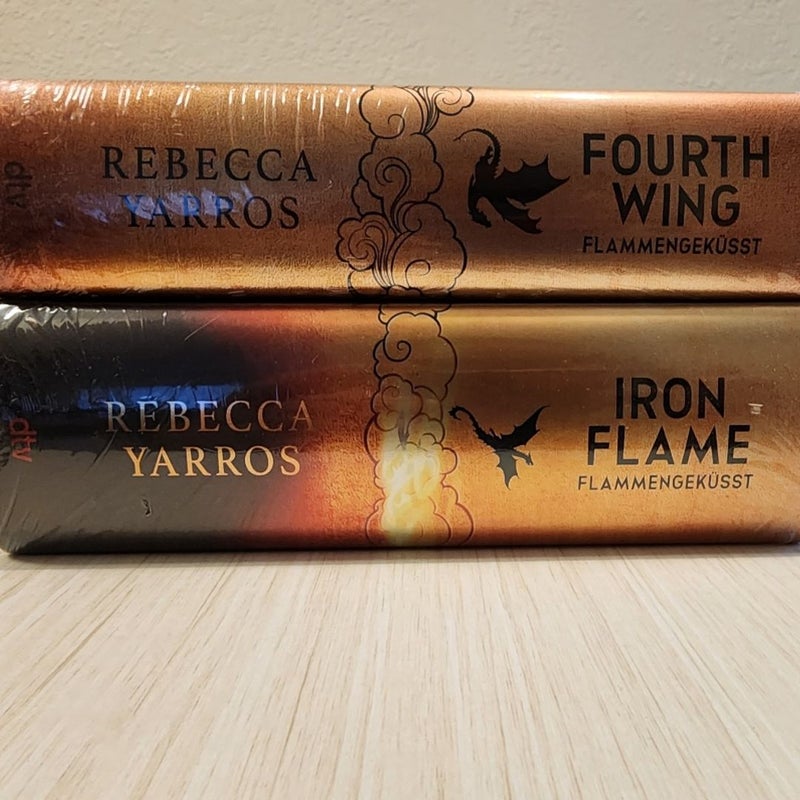 dtv
REBECCA
YARROS
FOURTH
WING
FLAMMENGEKÜSST
dtv
REBECCA
YARROS
IRON
FLAME
FLAMMENGEKÜSST